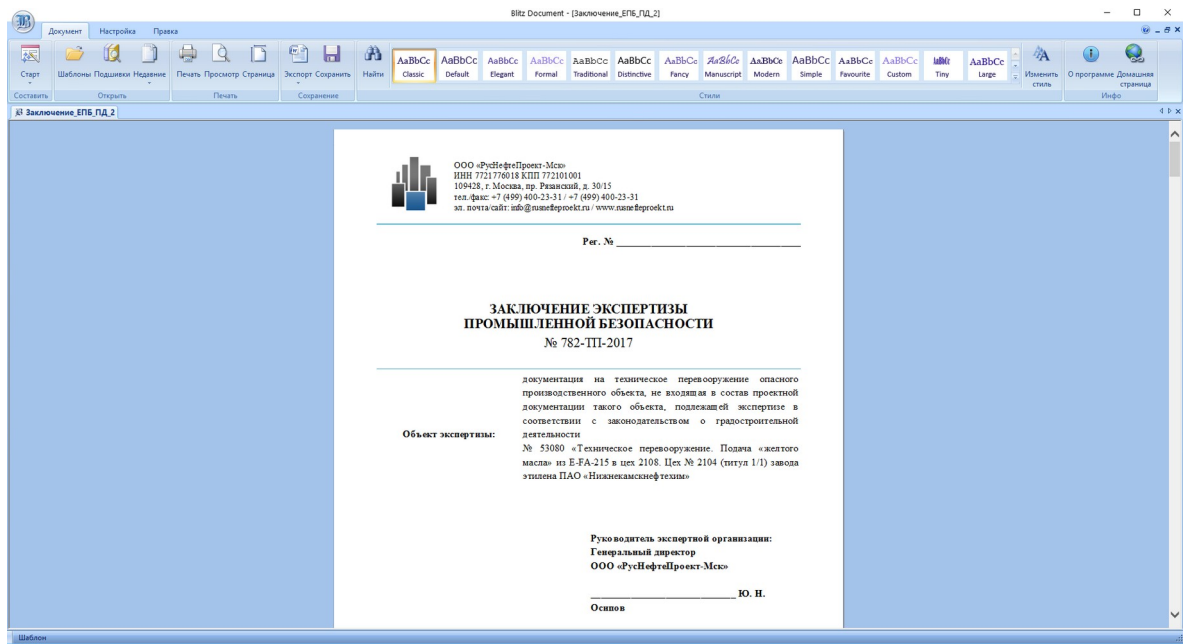 Blitz Document - [Заключение_ЕПБ_ПД_2]
Документ Настройка Правка
AaBbCc AaBbCc AaBbCc AaBbCc AaBbCc AaBbCc AaBbCc AaBbCc AaBbCc AaBbCc AaBbCc AaBbCc AaBbCc AaBbCc
Старт Шаблоны Подшивки Недавние Печать Просмотр Страница Экспорт Сохранить Найти Classic Default Elegant Formal Traditional Distinctive Fancy Manuscript Modern Simple Favourite Custom Tiny Large Изменить стиль О программе Домашняя страница
Составить Открыть Печать Сохранение Стили Инфо
Заключение_ЕПБ_ПД_2
ООО «РусНефтеПроект-Мск»
ИНН 7721776018 КПП 772101001
109428, г. Москва, пр. Рязанский, д. 30/15
тел./факс: +7 (499) 400-23-31 / +7 (499) 400-23-31
эл. почта/сайт: info@rusnefteproekt.ru / www.rusnefteproekt.ru
Рег. №
ЗАКЛЮЧЕНИЕ ЭКСПЕРТИЗЫ
ПРОМЫШЛЕННОЙ БЕЗОПАСНОСТИ
№ 782-ТП-2017
Объект экспертизы:
документация на техническое перевооружение опасного
производственного объекта, не входящая в состав проектной
документации такого объекта, подлежащей экспертизе в
соответствии с законодательством о градостроительной
деятельности
№ 53080 «Техническое перевооружение. Подача «желтого
масла» из E-FA-215 в цех 2108. Цех № 2104 (титул 1/1) завода
этилена ПАО «Нижнекамскнефтехим»
Руководитель экспертной организации:
Генеральный директор
ООО «РусНефтеПроект-Мск»
Ю. Н.
Осипов
Шаблон